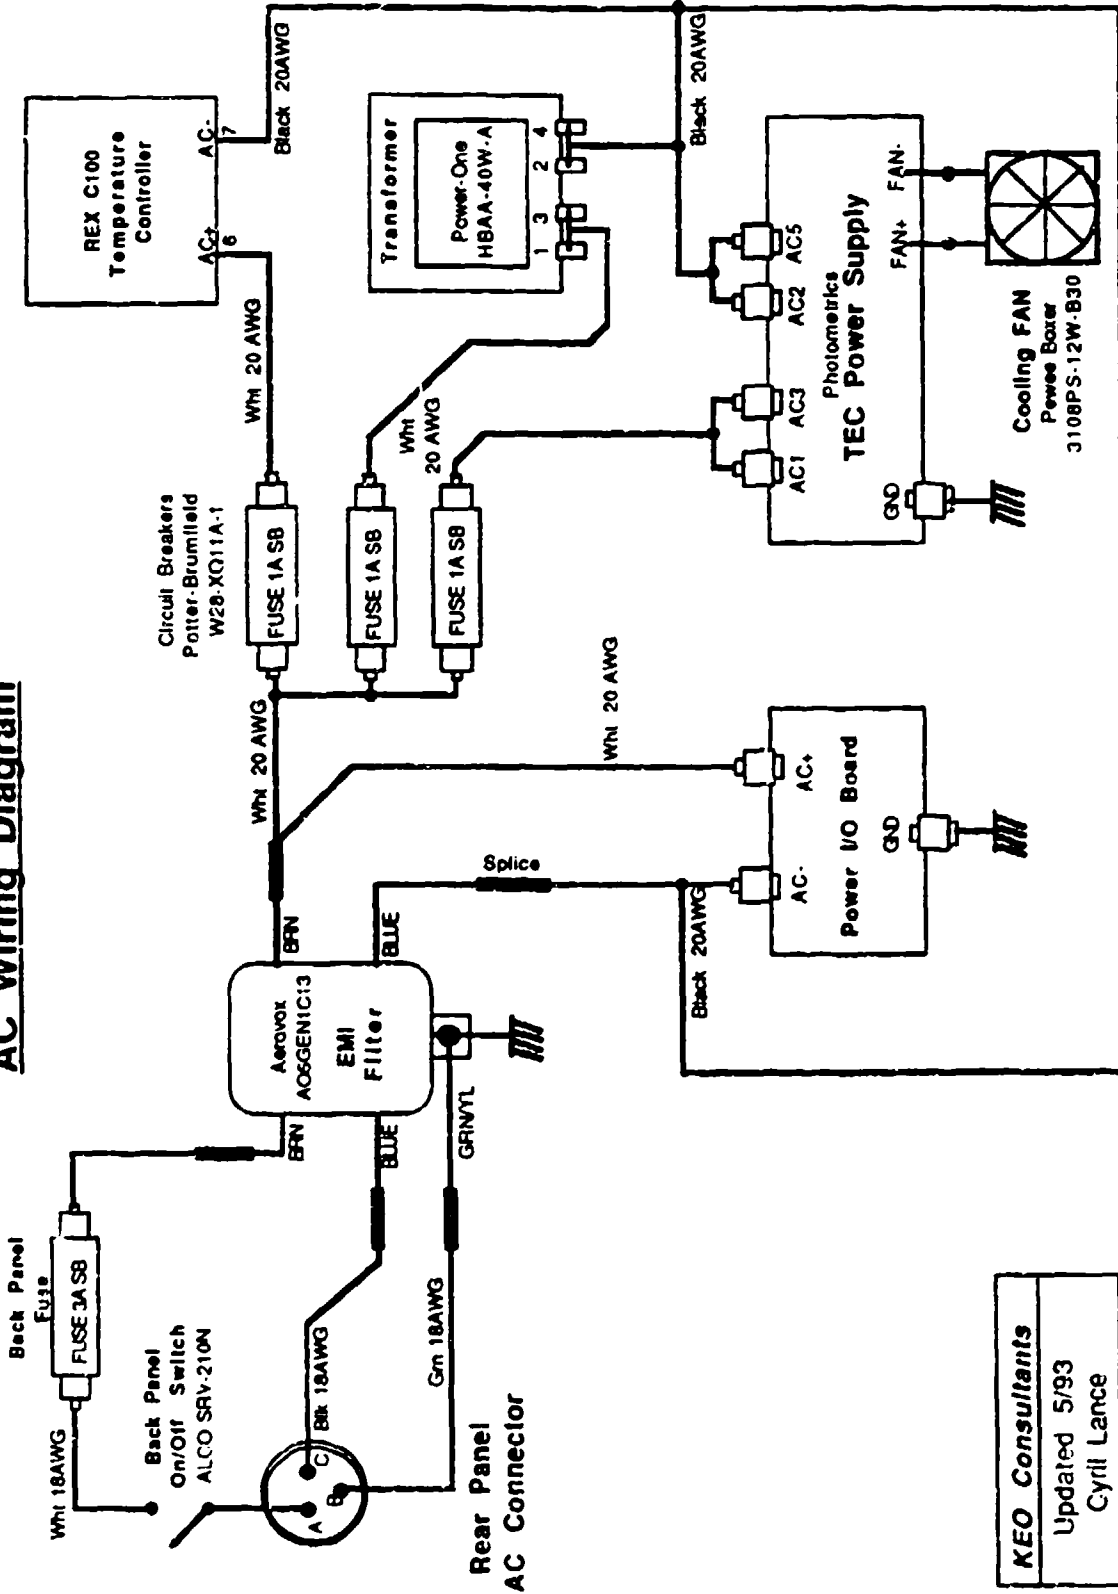 AC Wiring Diagram
Back Panel
Fuse
FUSE 3A SB
Wht 18AWG
Back Panel
On/Off Switch
ALCO SRV-210N
A
B
C
Rear Panel
AC Connector
Blk 18AWG
Grn 18AWG
BRN
BLUE
GRN/YL
Aerovox
AO6GEN1C13
EMI
Filter
BRN
BLUE
Splice
Wht 20 AWG
Wht 20 AWG
Black 20AWG
Circuit Breakers
Potter-Brumfield
W28-XQ11A-1
FUSE 1A SB
FUSE 1A SB
FUSE 1A SB
Wht 20 AWG
Wht
20 AWG
REX C100
Temperature
Controller
AC+
6
AC-
7
Black 20AWG
Transformer
Power-One
HBAA-40W-A
1
3
2
4
Black 20AWG
AC1
AC3
AC2
AC5
Photometrics
TEC Power Supply
GND
FAN+
FAN-
Cooling FAN
Pewee Boxer
3108PS-12W-B30
AC-
AC+
Power I/O Board
GND
KEO Consultants
Updated 5/93
Cyril Lance